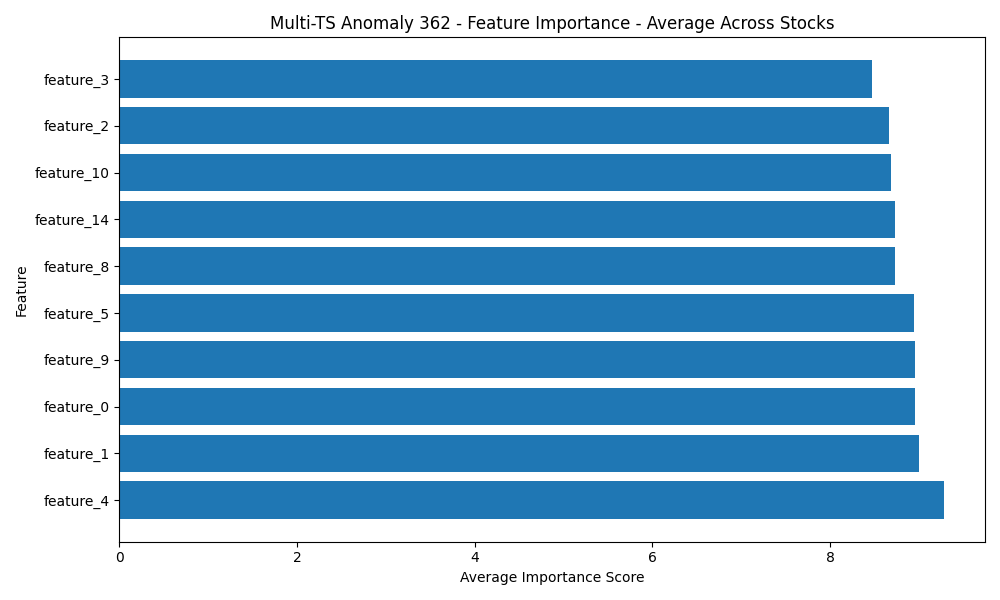 Multi-TS Anomaly 362 - Feature Importance - Average Across Stocks
feature_3
feature_2
feature_10
feature_14
feature_8
feature_5
feature_9
feature_0
feature_1
feature_4
Feature
0 2 4 6 8
Average Importance Score